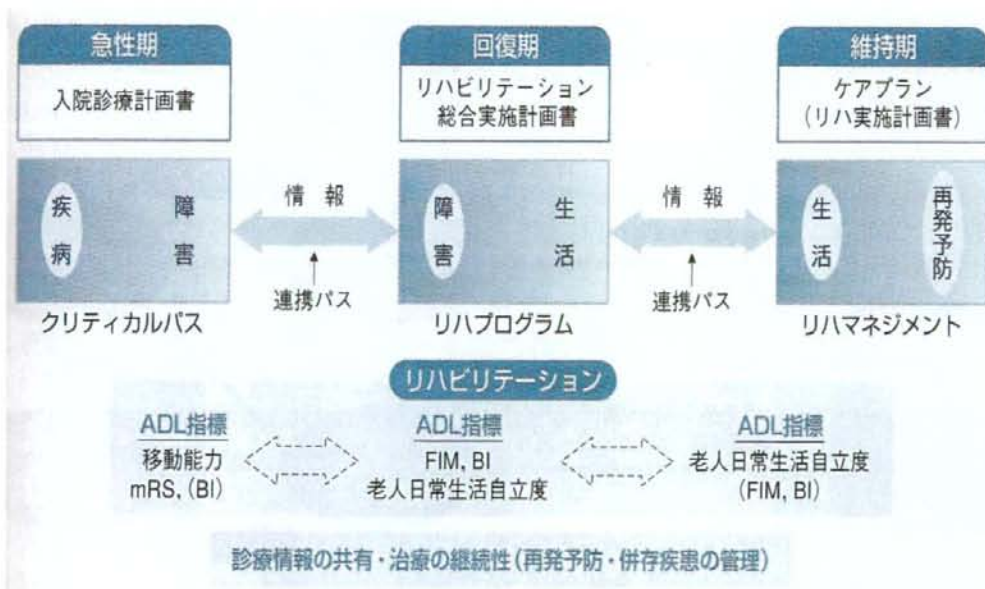 急性期
入院診療計画書
回復期
リハビリテーション
総合実施計画書
維持期
ケアプラン
(リハ実施計画書)
疾病
障害
情報
連携パス
障害
生活
情報
連携パス
生活
再発予防
クリティカルパス
リハプログラム
リハマネジメント
リハビリテーション
ADL指標
移動能力
mRS, (BI)
ADL指標
FIM, BI
老人日常生活自立度
ADL指標
老人日常生活自立度
(FIM, BI)
診療情報の共有・治療の継続性(再発予防・併存疾患の管理)